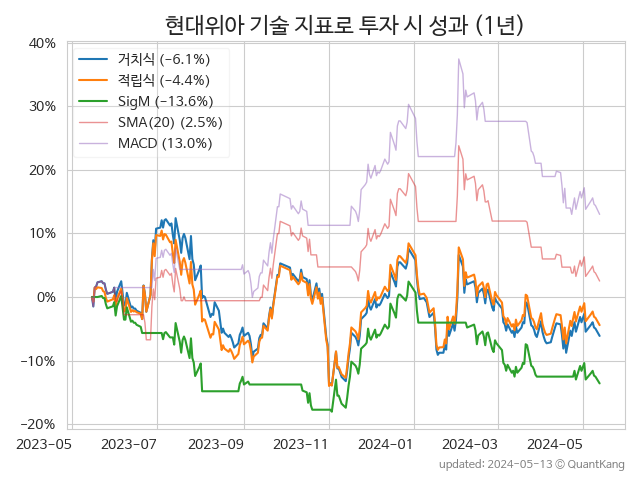 현대위아 기술 지표로 투자 시 성과 (1년)
40%
30%
20%
10%
0%
−10%
−20%
거치식 (−6.1%)
적립식 (−4.4%)
SigM (−13.6%)
SMA(20) (2.5%)
MACD (13.0%)
2023-05 2023-07 2023-09 2023-11 2024-01 2024-03 2024-05
updated: 2024-05-13 ⓒ QuantKang